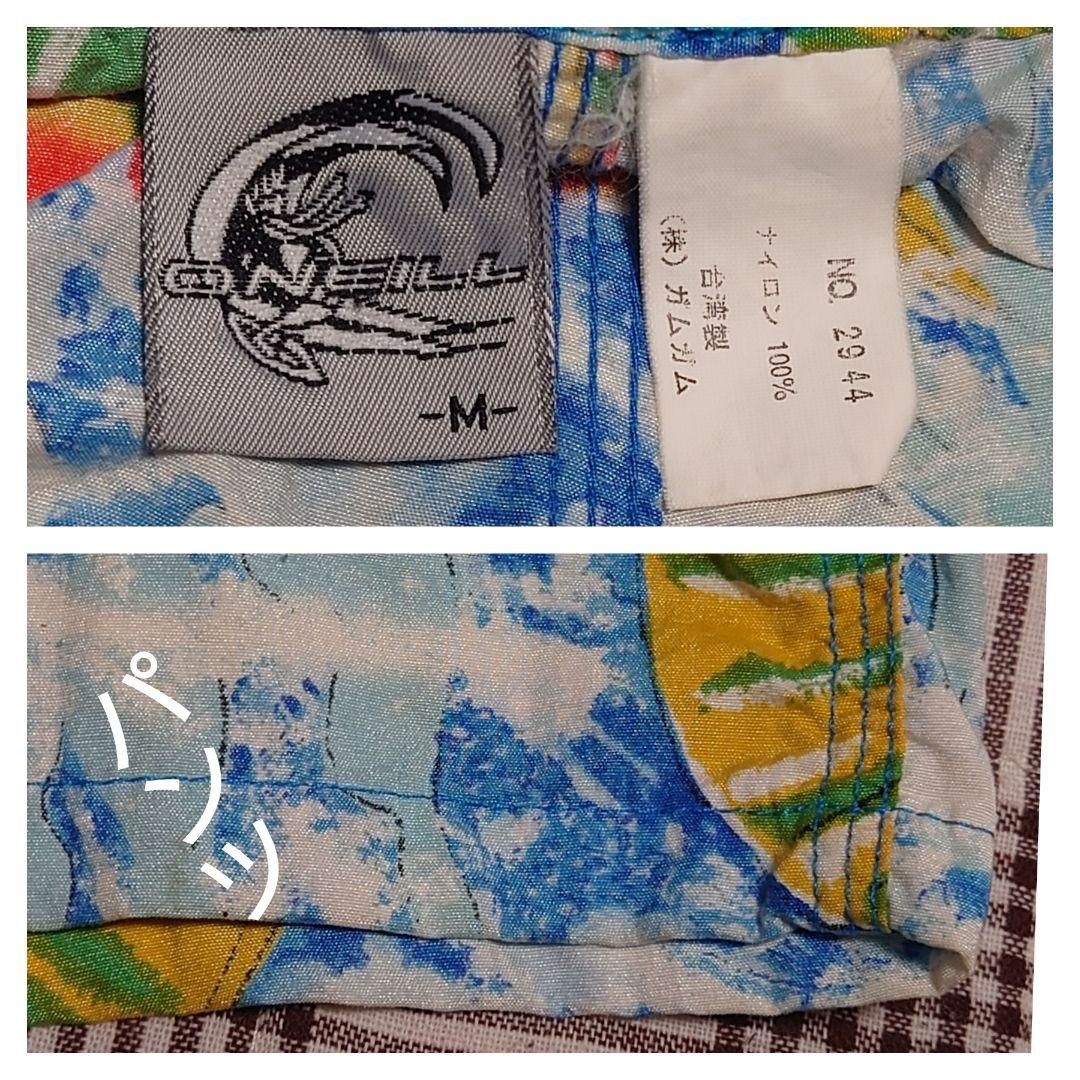 O'NEILL
-M-
NO. 2944
ナイロン 100%
台湾製
(株) ガムガム
パンツ